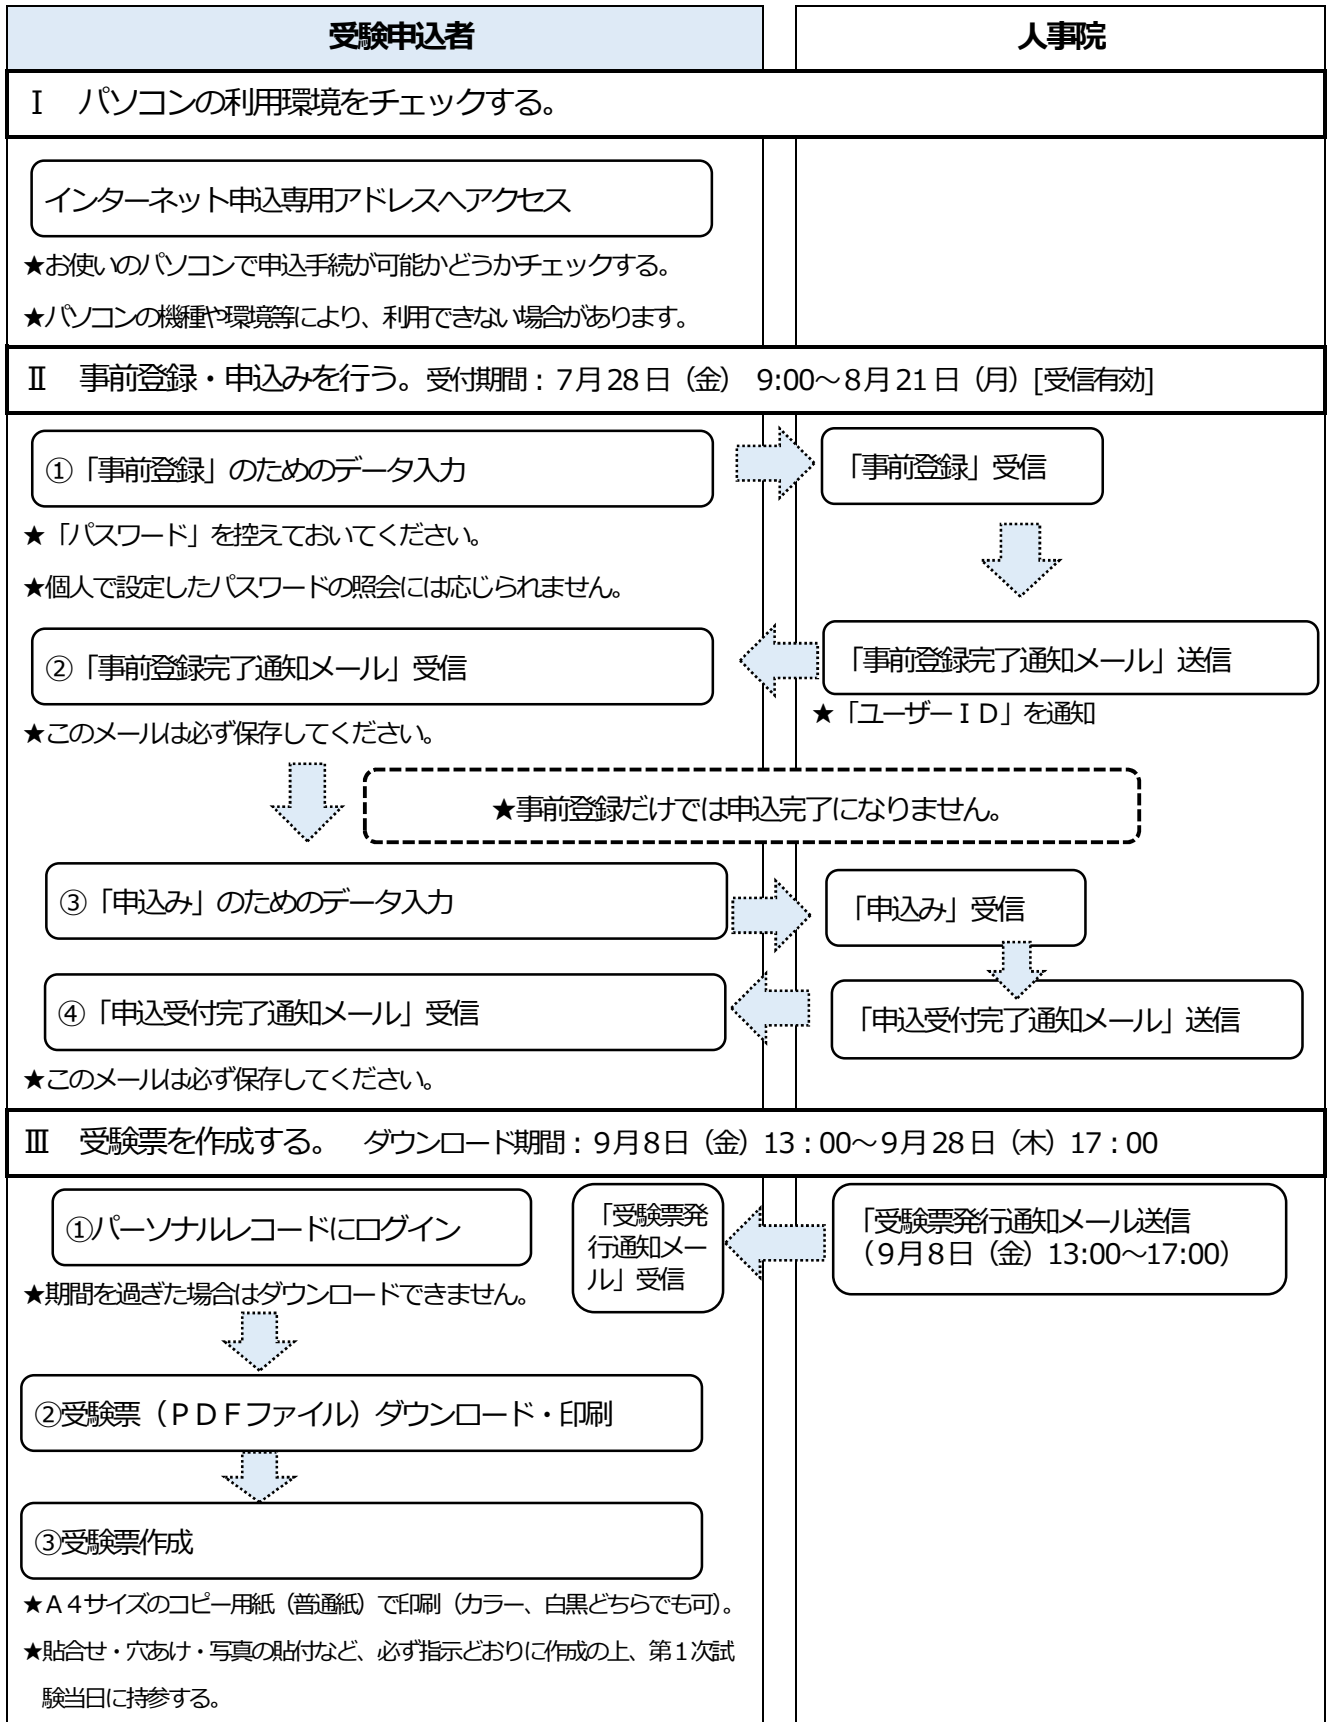 受験申込者
人事院
Ⅰ　パソコンの利用環境をチェックする。
インターネット申込専用アドレスへアクセス
★お使いのパソコンで申込手続が可能かどうかチェックする。
★パソコンの機種や環境等により、利用できない場合があります。
Ⅱ　事前登録・申込みを行う。受付期間：７月28日（金）　9:00～８月21日（月）[受信有効]
①「事前登録」のためのデータ入力
「事前登録」受信
★「パスワード」を控えておいてください。
★個人で設定したパスワードの照会には応じられません。
②「事前登録完了通知メール」受信
「事前登録完了通知メール」送信
★「ユーザーＩＤ」を通知
★このメールは必ず保存してください。
★事前登録だけでは申込完了になりません。
③「申込み」のためのデータ入力
「申込み」受信
④「申込受付完了通知メール」受信
「申込受付完了通知メール」送信
★このメールは必ず保存してください。
Ⅲ　受験票を作成する。　ダウンロード期間：９月８日（金）13：00～９月28日（木）17：00
①パーソナルレコードにログイン
「受験票発
行通知メー
ル」受信
「受験票発行通知メール送信
（９月８日（金）13:00～17:00）
★期間を過ぎた場合はダウンロードできません。
②受験票（ＰＤＦファイル）ダウンロード・印刷
③受験票作成
★Ａ４サイズのコピー用紙（普通紙）で印刷（カラー、白黒どちらでも可）。
★貼合せ・穴あけ・写真の貼付など、必ず指示どおりに作成の上、第１次試
験当日に持参する。